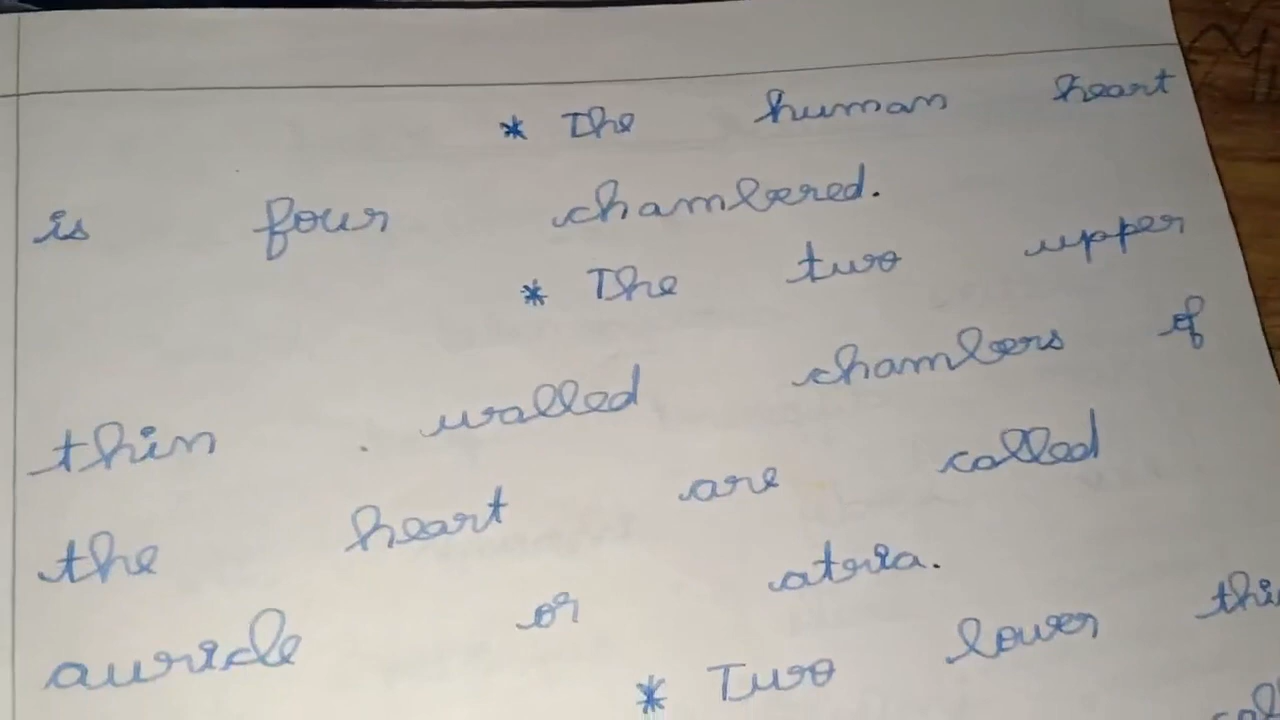 * The human heart
is four chambered.
* The two upper
thin walled chambers of
the heart are called
auricle or atria.
* Two lower